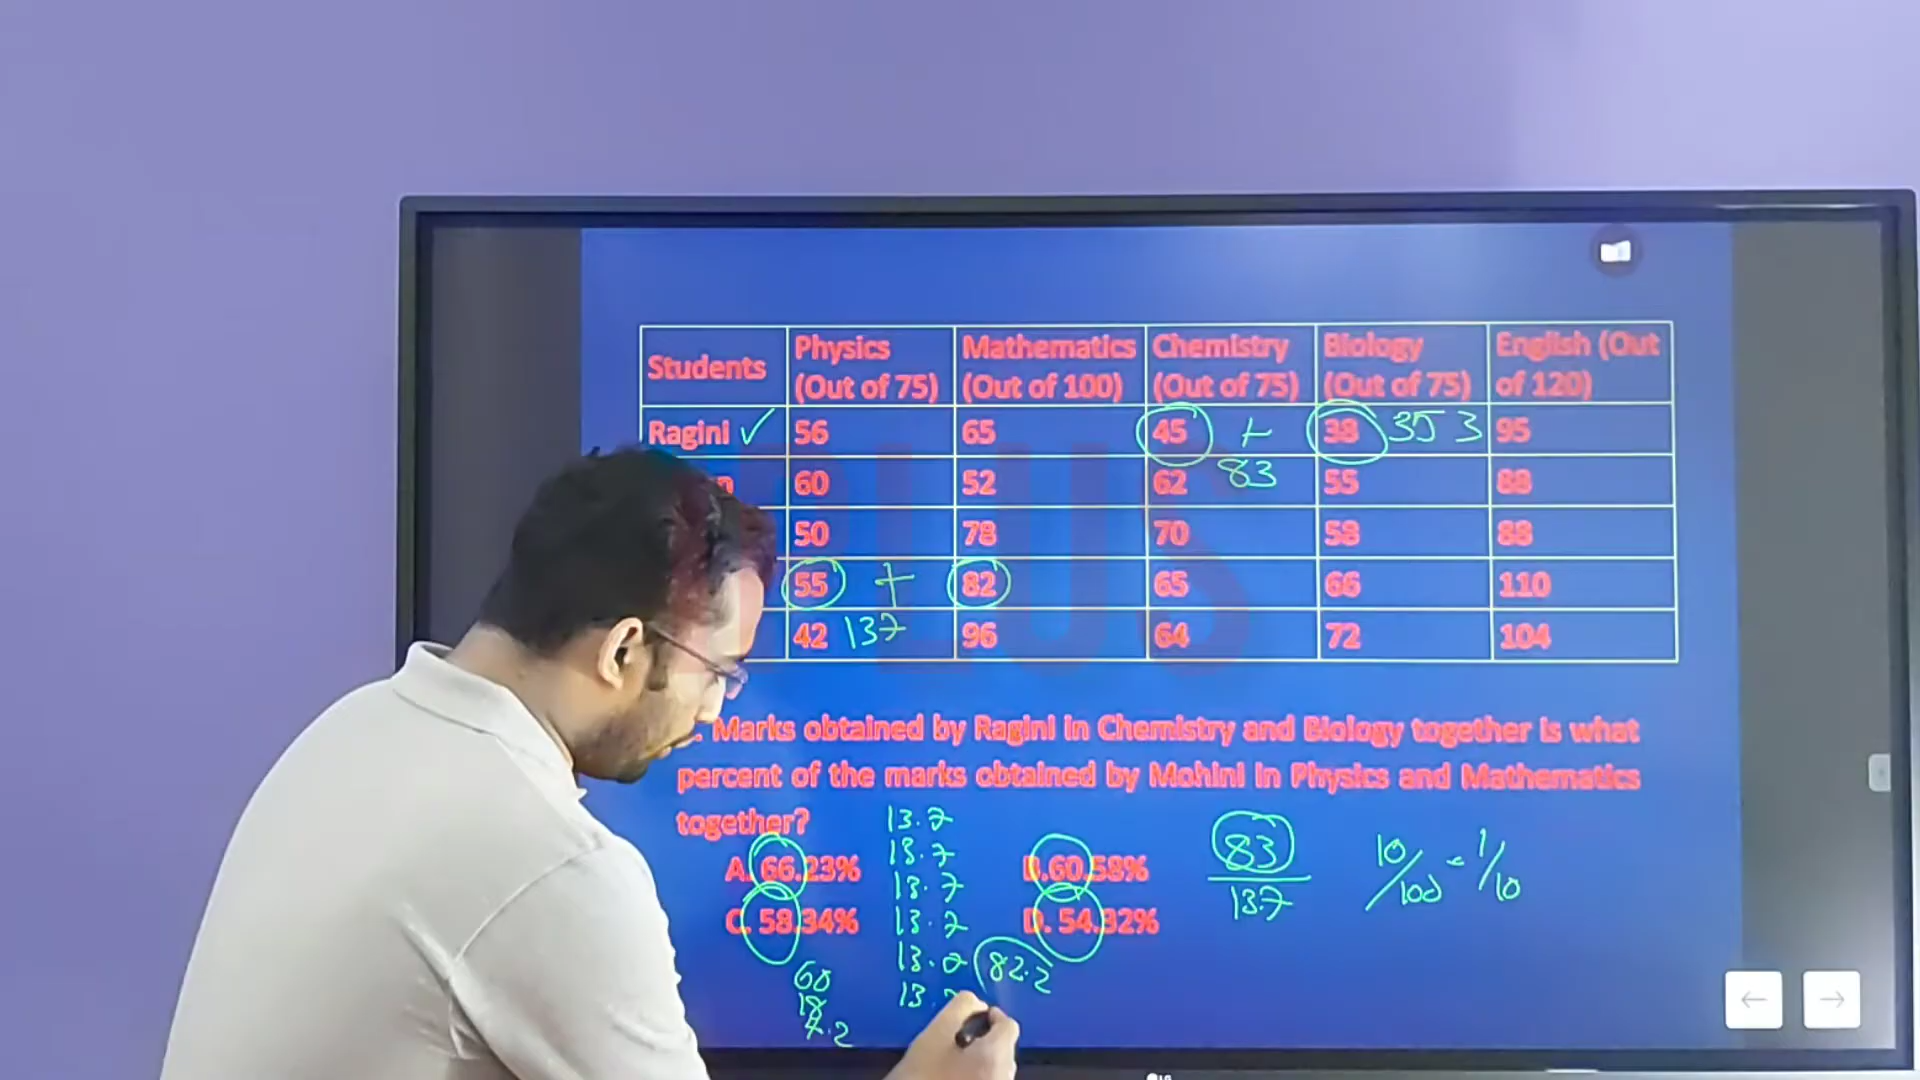 Students Physics (Out of 75) Mathematics (Out of 100) Chemistry (Out of 75) Biology (Out of 75) English (Out of 120)
Ragini ✓ 56 65 45 + 38 353 95
60 52 62 83 55 88
50 78 70 58 88
55 + 82 65 66 110
42 137 96 64 72 104
PLUS
. Marks obtained by Ragini in Chemistry and Biology together is what
percent of the marks obtained by Mohini in Physics and Mathematics
together?
A. 66.23% B. 60.58%
C. 58.34% D. 54.32%
13.7
13.7
13.7
13.7
13.7 82.2
13.
60
18
4.2
83
137
10/100 = 1/10
LG